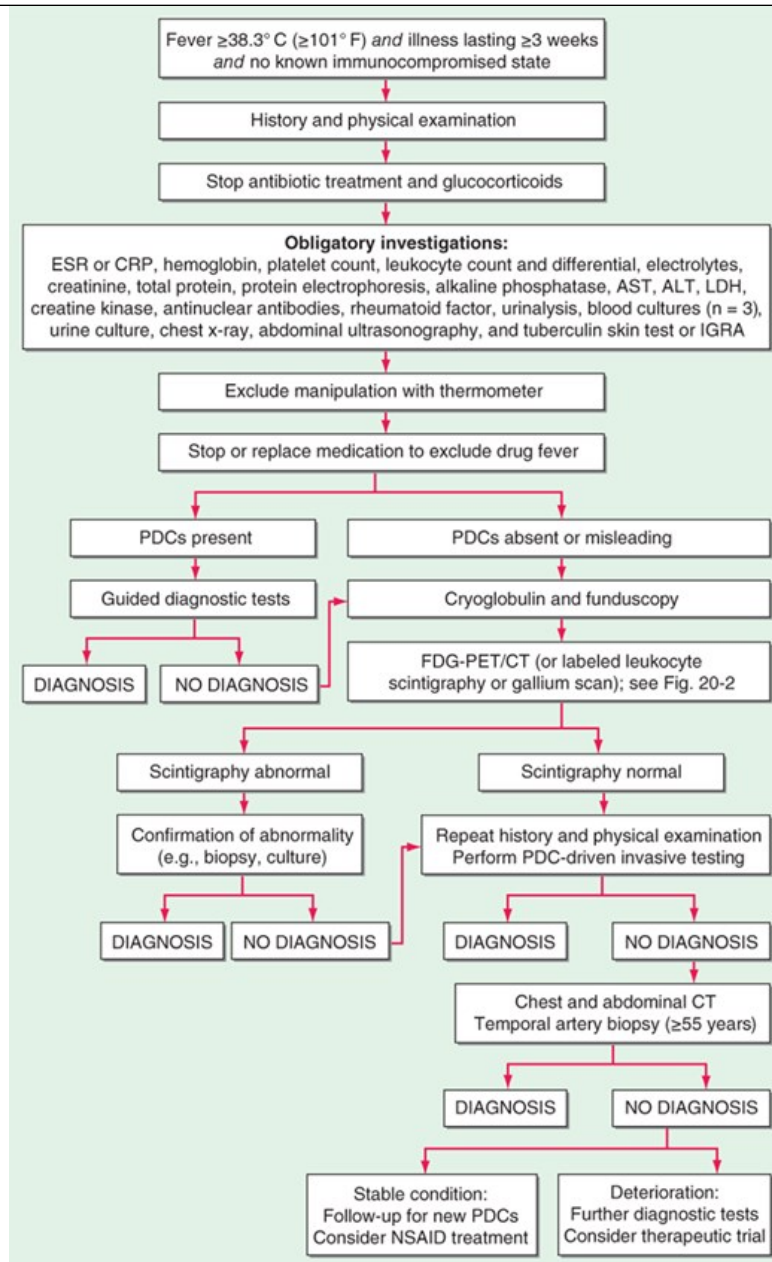 Fever ≥38.3° C (≥101° F) and illness lasting ≥3 weeks
and no known immunocompromised state
History and physical examination
Stop antibiotic treatment and glucocorticoids
Obligatory investigations:
ESR or CRP, hemoglobin, platelet count, leukocyte count and differential, electrolytes,
creatinine, total protein, protein electrophoresis, alkaline phosphatase, AST, ALT, LDH,
creatine kinase, antinuclear antibodies, rheumatoid factor, urinalysis, blood cultures (n = 3),
urine culture, chest x-ray, abdominal ultrasonography, and tuberculin skin test or IGRA
Exclude manipulation with thermometer
Stop or replace medication to exclude drug fever
PDCs present
PDCs absent or misleading
Guided diagnostic tests
Cryoglobulin and funduscopy
DIAGNOSIS
NO DIAGNOSIS
FDG-PET/CT (or labeled leukocyte
scintigraphy or gallium scan); see Fig. 20-2
Scintigraphy abnormal
Scintigraphy normal
Confirmation of abnormality
(e.g., biopsy, culture)
Repeat history and physical examination
Perform PDC-driven invasive testing
DIAGNOSIS
NO DIAGNOSIS
DIAGNOSIS
NO DIAGNOSIS
Chest and abdominal CT
Temporal artery biopsy (≥55 years)
DIAGNOSIS
NO DIAGNOSIS
Stable condition:
Follow-up for new PDCs
Consider NSAID treatment
Deterioration:
Further diagnostic tests
Consider therapeutic trial